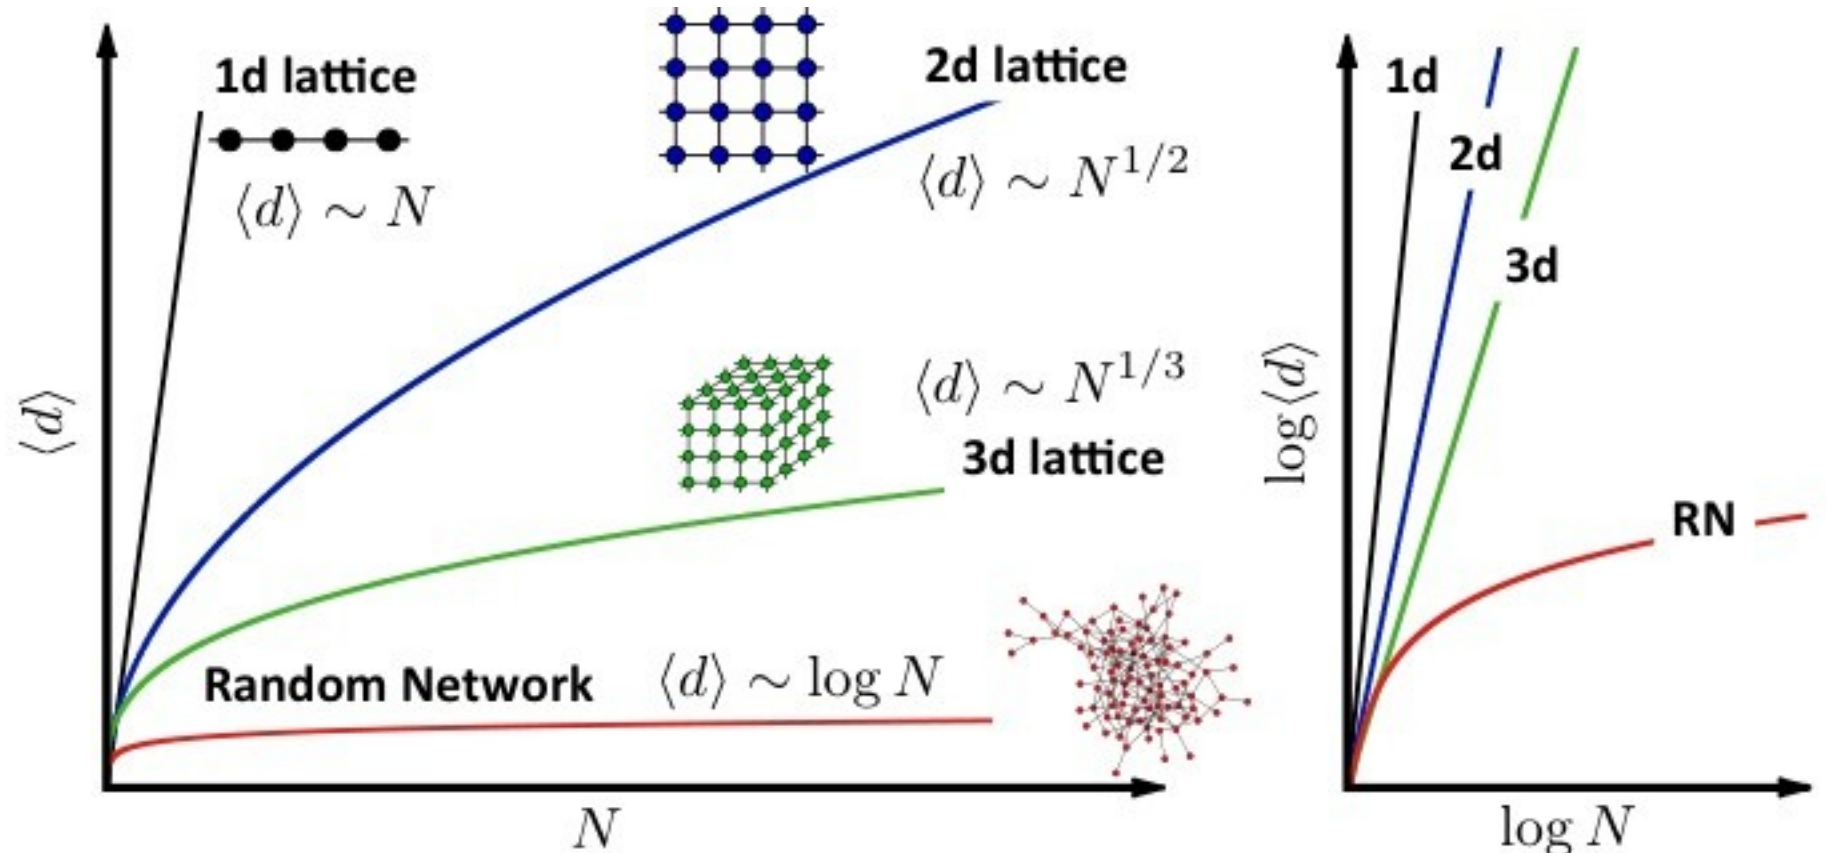 1d lattice
⟨d⟩ ∼ N
2d lattice
⟨d⟩ ∼ N^{1/2}
⟨d⟩ ∼ N^{1/3}
3d lattice
Random Network ⟨d⟩ ∼ log N
⟨d⟩
N
1d
2d
3d
RN
log⟨d⟩
log N